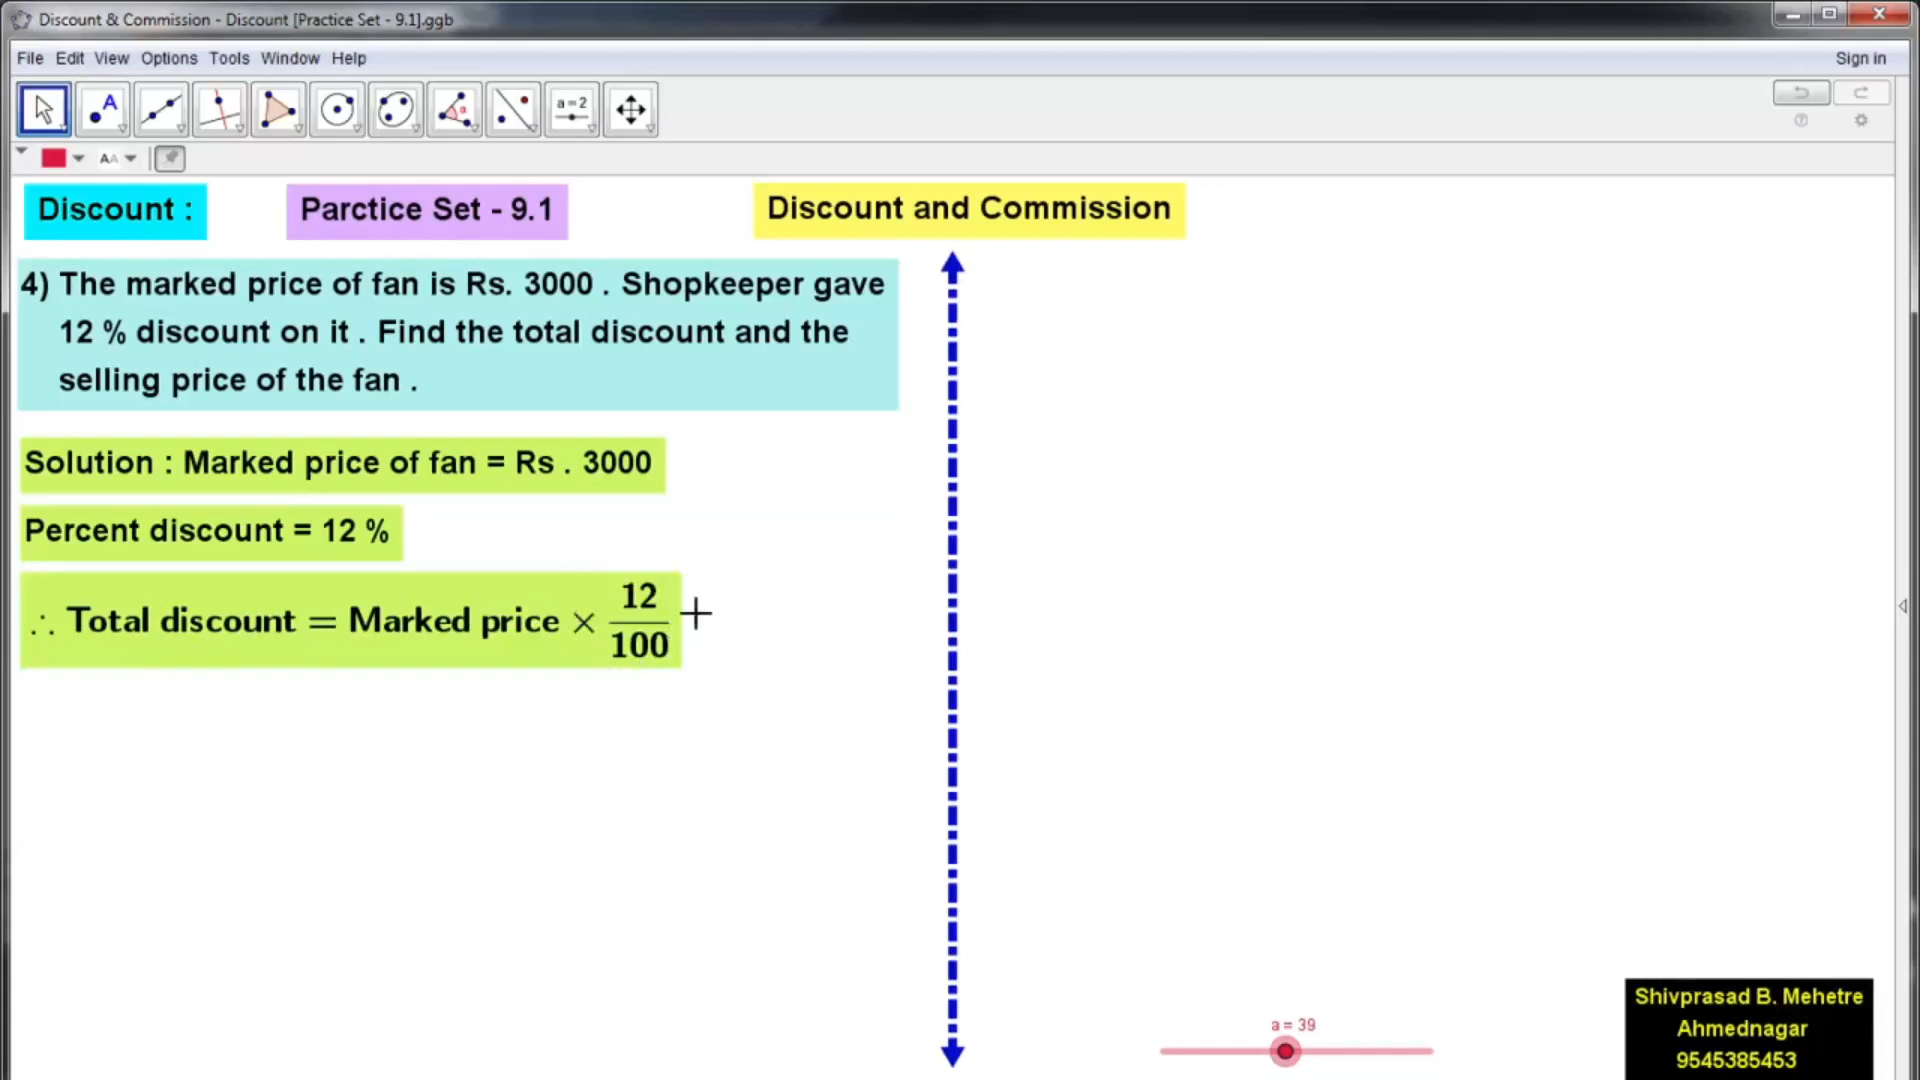 Discount & Commission - Discount [Practice Set - 9.1].ggb
File Edit View Options Tools Window Help Sign in
A
a = 2
AA
Discount : Parctice Set - 9.1 Discount and Commission
4) The marked price of fan is Rs. 3000 . Shopkeeper gave
12 % discount on it . Find the total discount and the
selling price of the fan .
Solution : Marked price of fan = Rs . 3000
Percent discount = 12 %
∴ Total discount = Marked price × 12/100
a = 39
Shivprasad B. Mehetre
Ahmednagar
9545385453